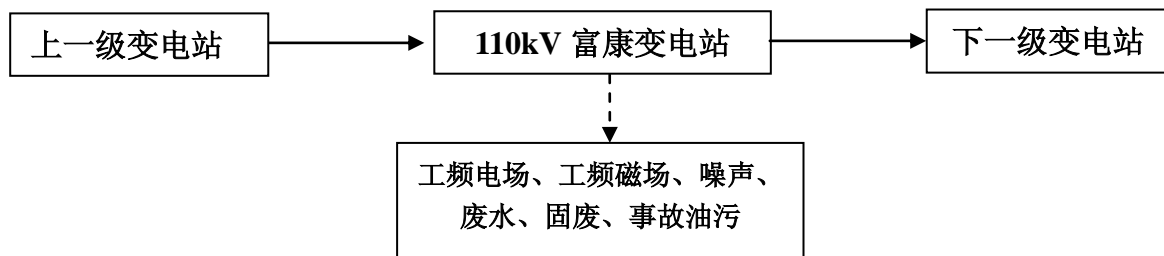 上一级变电站
110kV 富康变电站
下一级变电站
工频电场、工频磁场、噪声、
废水、固废、事故油污